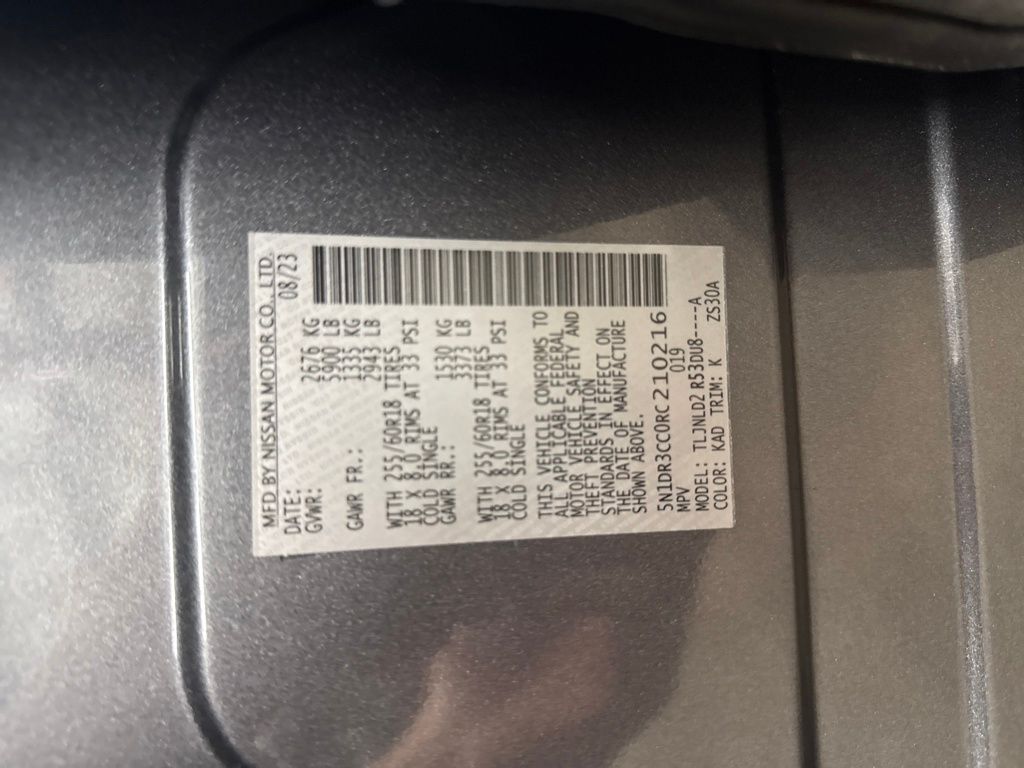 MFD BY NISSAN MOTOR CO., LTD.
DATE: 08/23
GVWR: 2676 KG
5900 LB
GAWR FR.: 1335 KG
2943 LB
WITH 255/60R18 TIRES
18 X 8.0 RIMS AT 33 PSI
COLD SINGLE
GAWR RR.: 1530 KG
3373 LB
WITH 255/60R18 TIRES
18 X 8.0 RIMS AT 33 PSI
COLD SINGLE
THIS VEHICLE CONFORMS TO
ALL APPLICABLE FEDERAL
MOTOR VEHICLE SAFETY AND
THEFT PREVENTION
STANDARDS IN EFFECT ON
THE DATE OF MANUFACTURE
SHOWN ABOVE.
5N1DR3CC0RC210216
MPV 019
MODEL: TLJNLD2 R53DU8----A
COLOR: KAD TRIM: K ZS30A